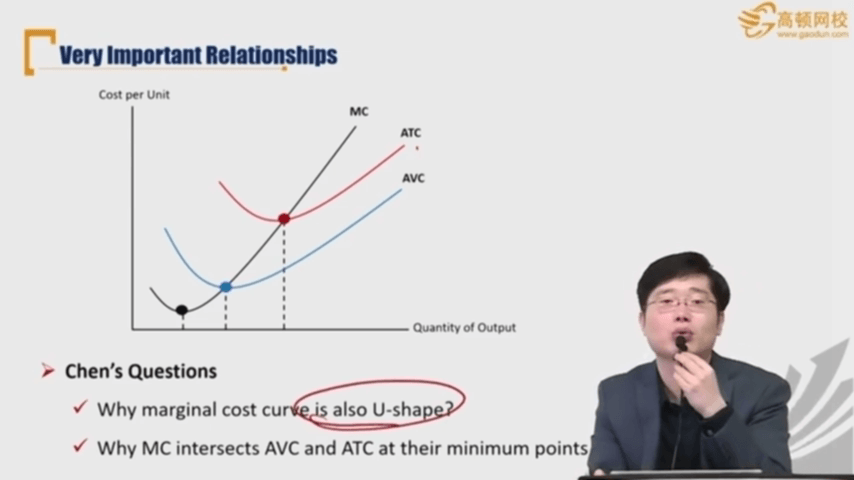 高顿网校
www.gaodun.com
Very Important Relationships
Cost per Unit
MC
ATC
AVC
Quantity of Output
Chen's Questions
Why marginal cost curve is also U-shape?
Why MC intersects AVC and ATC at their minimum points